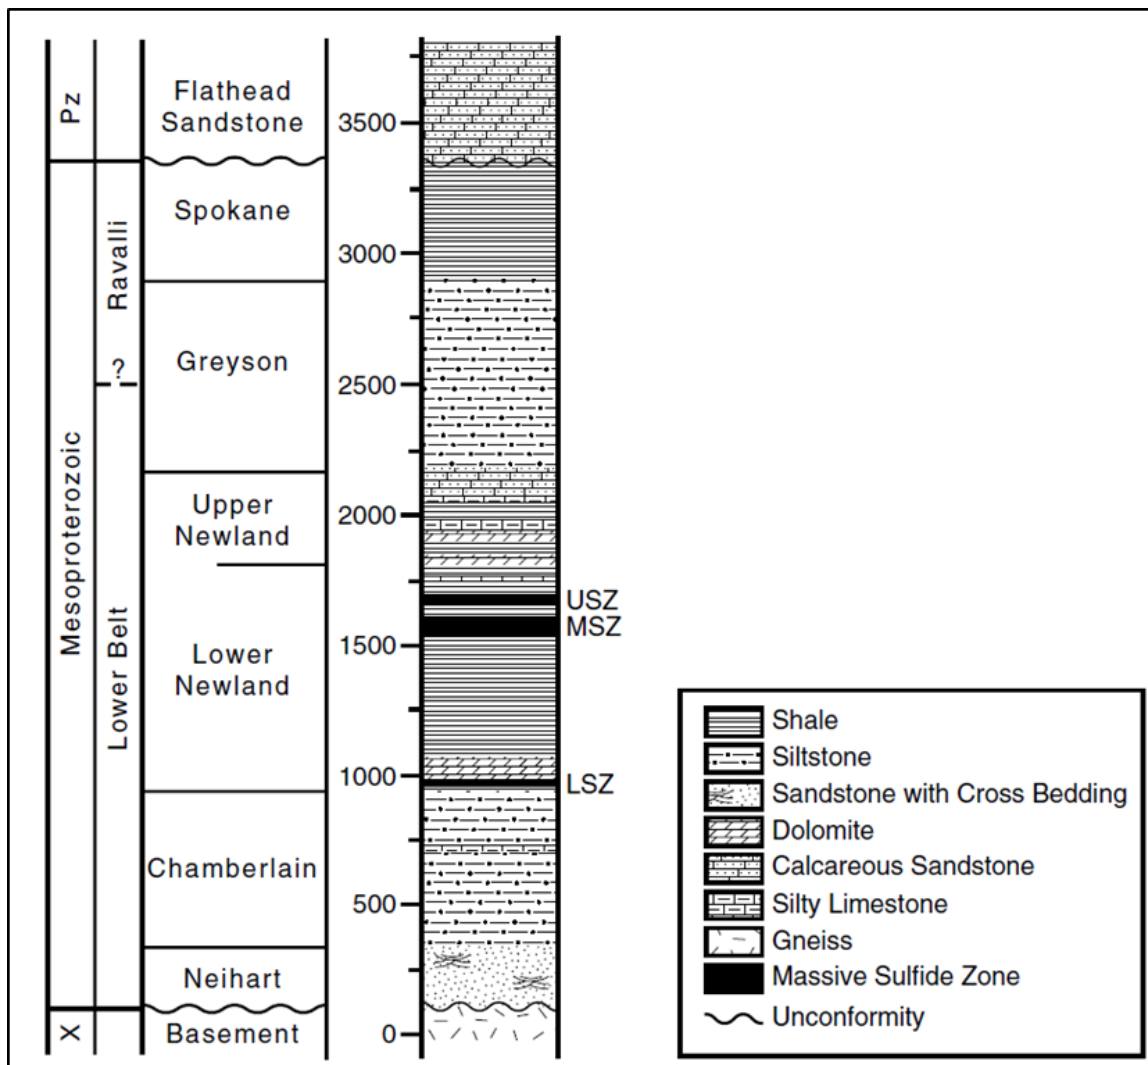 Pz
Ravalli
?
Mesoproterozoic
Lower Belt
X
Flathead
Sandstone
Spokane
Greyson
Upper
Newland
Lower
Newland
Chamberlain
Neihart
Basement
3500
3000
2500
2000
1500
1000
500
0
USZ
MSZ
LSZ
Shale
Siltstone
Sandstone with Cross Bedding
Dolomite
Calcareous Sandstone
Silty Limestone
Gneiss
Massive Sulfide Zone
Unconformity